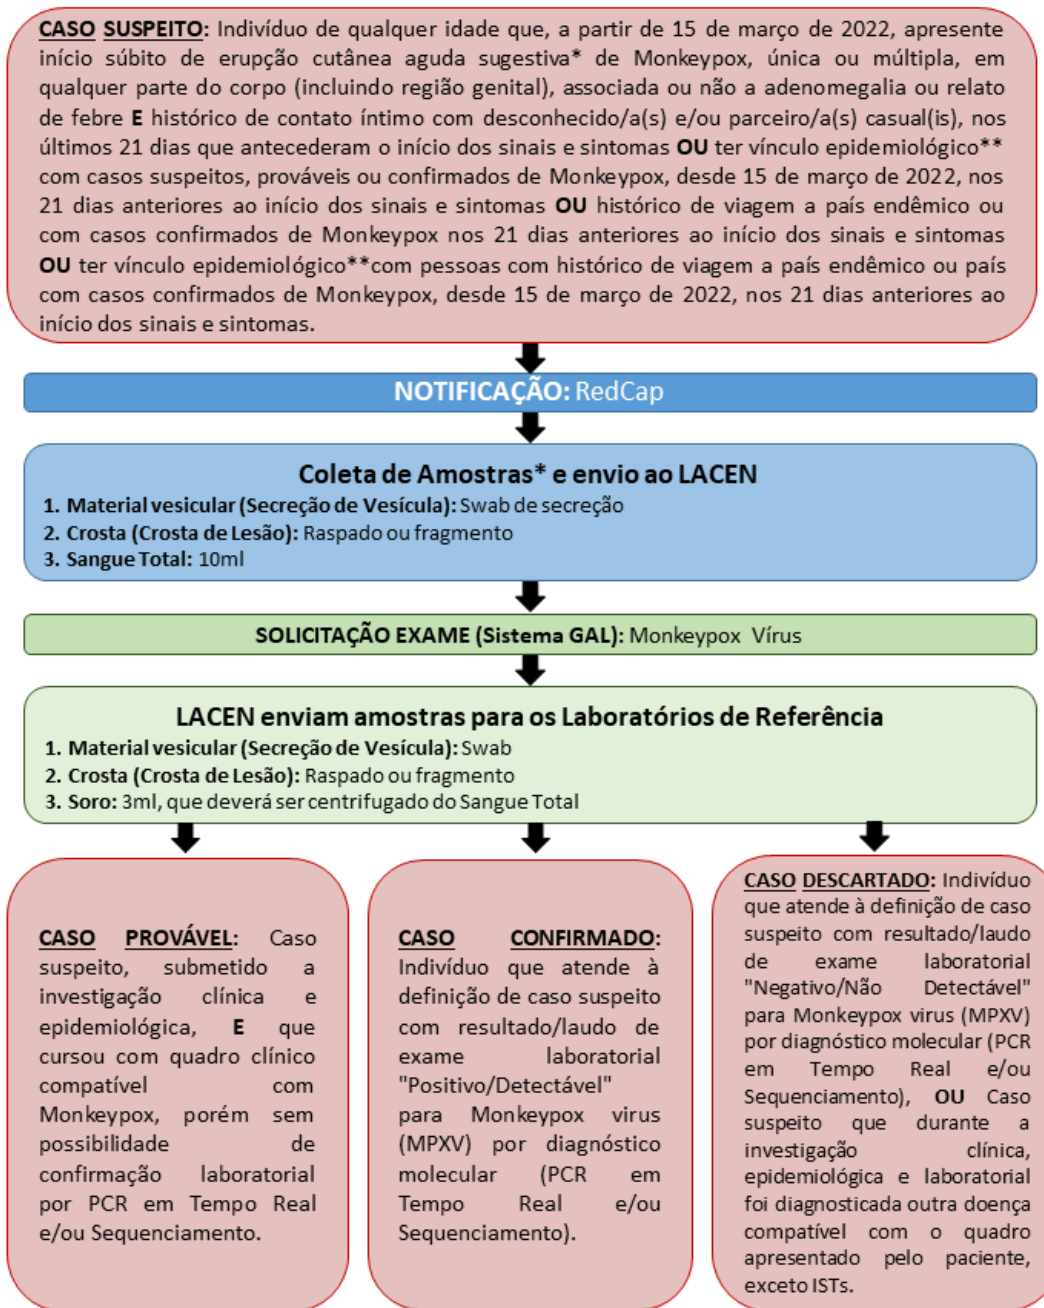 CASO SUSPEITO: Indivíduo de qualquer idade que, a partir de 15 de março de 2022, apresente
início súbito de erupção cutânea aguda sugestiva* de Monkeypox, única ou múltipla, em
qualquer parte do corpo (incluindo região genital), associada ou não a adenomegalia ou relato
de febre E histórico de contato íntimo com desconhecido/a(s) e/ou parceiro/a(s) casual(is), nos
últimos 21 dias que antecederam o início dos sinais e sintomas OU ter vínculo epidemiológico**
com casos suspeitos, prováveis ou confirmados de Monkeypox, desde 15 de março de 2022, nos
21 dias anteriores ao início dos sinais e sintomas OU histórico de viagem a país endêmico ou
com casos confirmados de Monkeypox nos 21 dias anteriores ao início dos sinais e sintomas
OU ter vínculo epidemiológico**com pessoas com histórico de viagem a país endêmico ou país
com casos confirmados de Monkeypox, desde 15 de março de 2022, nos 21 dias anteriores ao
início dos sinais e sintomas.
NOTIFICAÇÃO: RedCap
Coleta de Amostras* e envio ao LACEN
1. Material vesicular (Secreção de Vesícula): Swab de secreção
2. Crosta (Crosta de Lesão): Raspado ou fragmento
3. Sangue Total: 10ml
SOLICITAÇÃO EXAME (Sistema GAL): Monkeypox Vírus
LACEN enviam amostras para os Laboratórios de Referência
1. Material vesicular (Secreção de Vesícula): Swab
2. Crosta (Crosta de Lesão): Raspado ou fragmento
3. Soro: 3ml, que deverá ser centrifugado do Sangue Total
CASO PROVÁVEL: Caso
suspeito, submetido a
investigação clínica e
epidemiológica, E que
cursou com quadro clínico
compatível com
Monkeypox, porém sem
possibilidade de
confirmação laboratorial
por PCR em Tempo Real
e/ou Sequenciamento.
CASO CONFIRMADO:
Indivíduo que atende à
definição de caso suspeito
com resultado/laudo de
exame laboratorial
"Positivo/Detectável"
para Monkeypox virus
(MPXV) por diagnóstico
molecular (PCR em
Tempo Real e/ou
Sequenciamento).
CASO DESCARTADO: Indivíduo
que atende à definição de caso
suspeito com resultado/laudo
de exame laboratorial
"Negativo/Não Detectável"
para Monkeypox virus (MPXV)
por diagnóstico molecular (PCR
em Tempo Real e/ou
Sequenciamento), OU Caso
suspeito que durante a
investigação clínica,
epidemiológica e laboratorial
foi diagnosticada outra doença
compatível com o quadro
apresentado pelo paciente,
exceto ISTs.